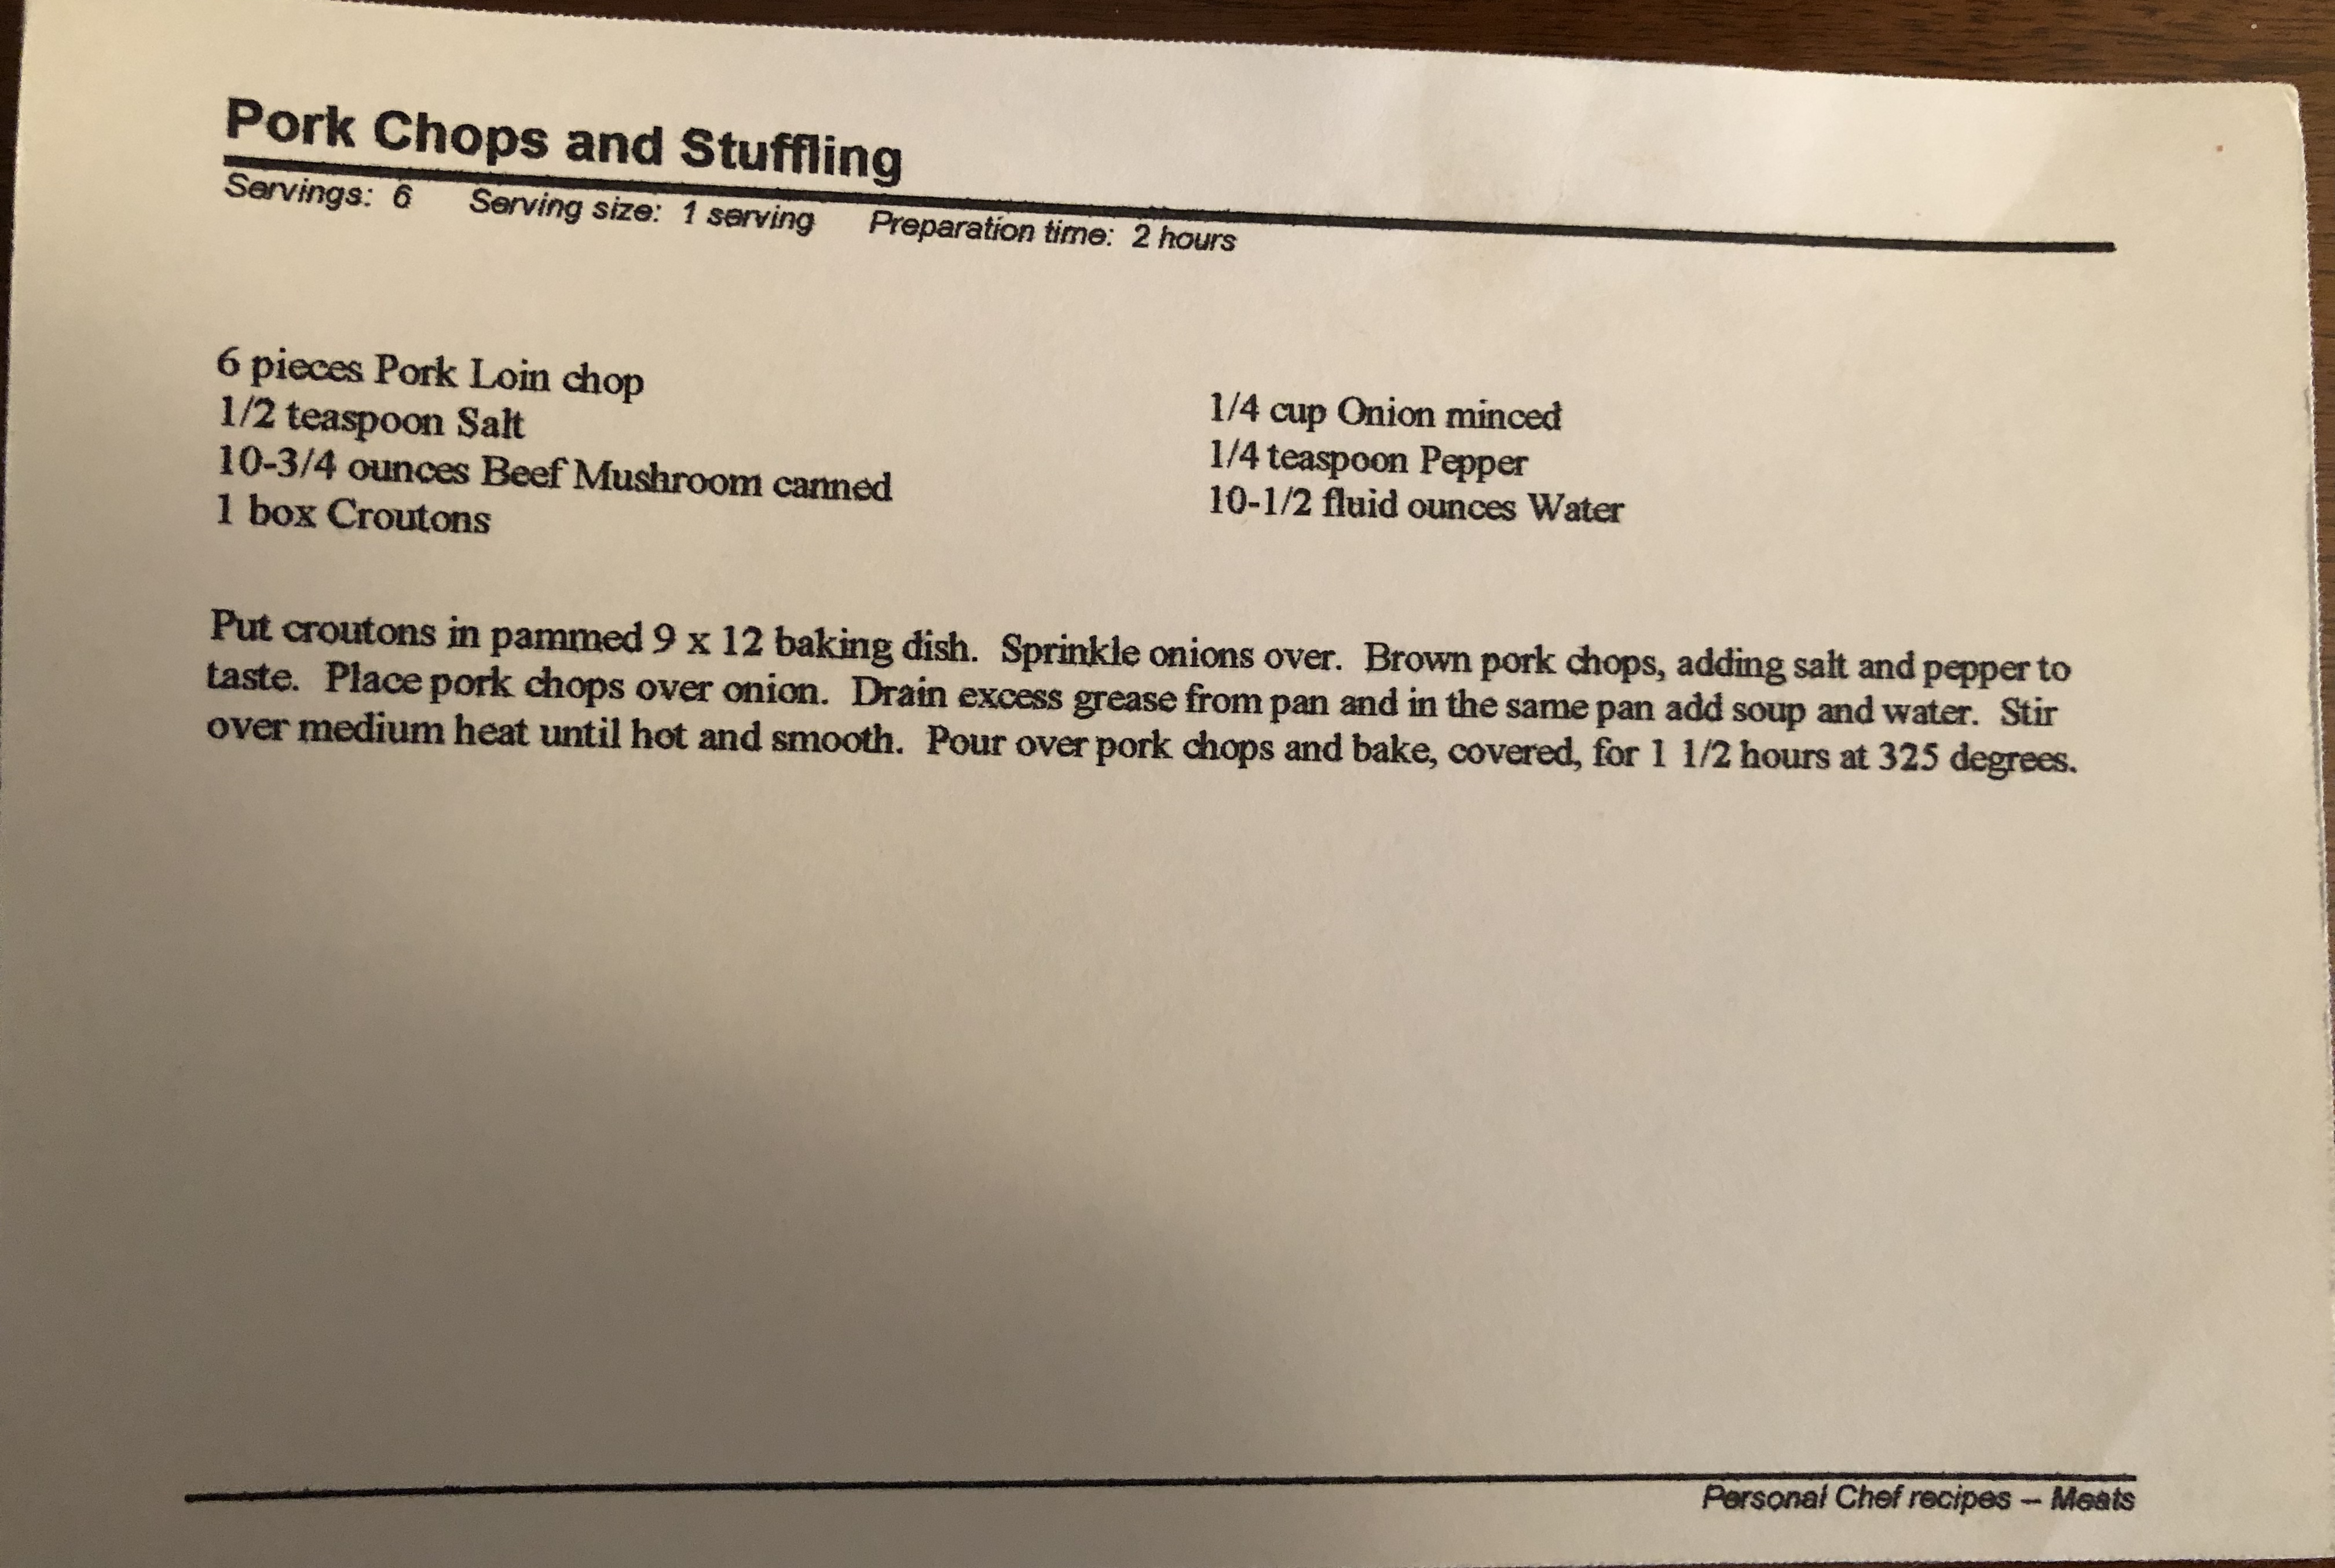 Pork Chops and Stuffling
Servings: 6 Serving size: 1 serving Preparation time: 2 hours
6 pieces Pork Loin chop
1/2 teaspoon Salt
10-3/4 ounces Beef Mushroom canned
1 box Croutons
1/4 cup Onion minced
1/4 teaspoon Pepper
10-1/2 fluid ounces Water
Put croutons in pammed 9 x 12 baking dish. Sprinkle onions over. Brown pork chops, adding salt and pepper to
taste. Place pork chops over onion. Drain excess grease from pan and in the same pan add soup and water. Stir
over medium heat until hot and smooth. Pour over pork chops and bake, covered, for 1 1/2 hours at 325 degrees.
Personal Chef recipes – Meats